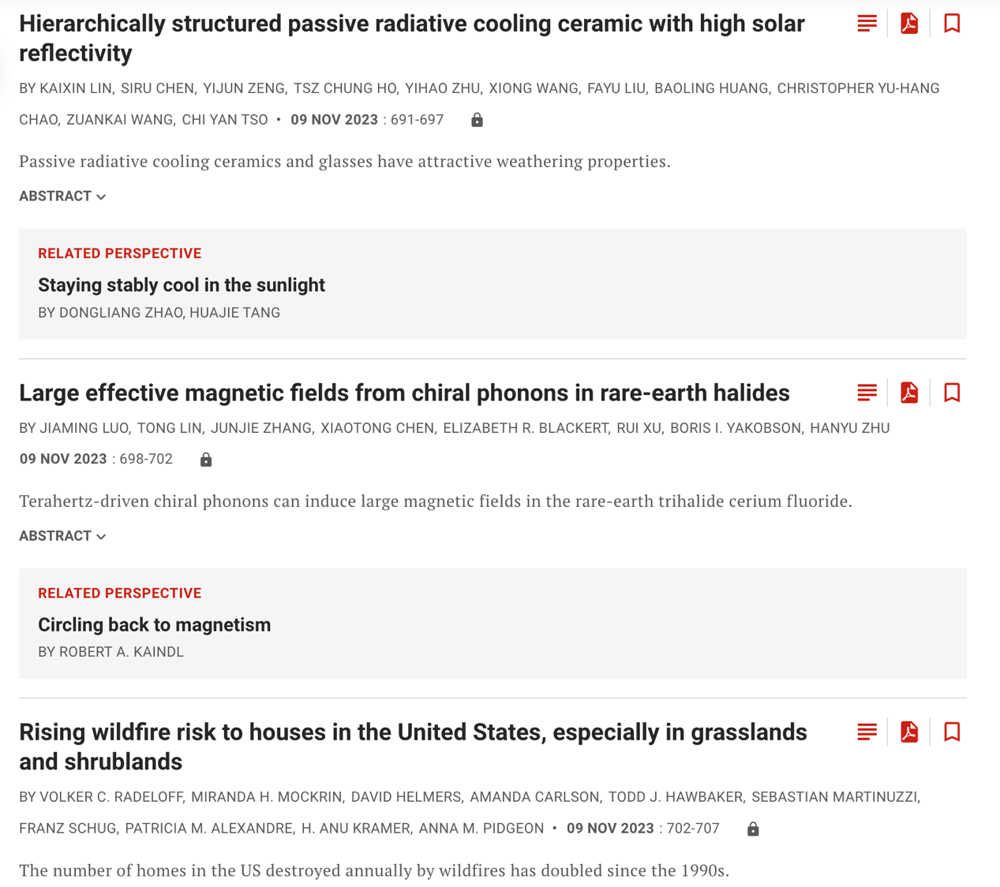 Hierarchically structured passive radiative cooling ceramic with high solar
reflectivity
BY KAIXIN LIN, SIRU CHEN, YIJUN ZENG, TSZ CHUNG HO, YIHAO ZHU, XIONG WANG, FAYU LIU, BAOLING HUANG, CHRISTOPHER YU-HANG
CHAO, ZUANKAI WANG, CHI YAN TSO • 09 NOV 2023 : 691-697
Passive radiative cooling ceramics and glasses have attractive weathering properties.
ABSTRACT
RELATED PERSPECTIVE
Staying stably cool in the sunlight
BY DONGLIANG ZHAO, HUAJIE TANG
Large effective magnetic fields from chiral phonons in rare-earth halides
BY JIAMING LUO, TONG LIN, JUNJIE ZHANG, XIAOTONG CHEN, ELIZABETH R. BLACKERT, RUI XU, BORIS I. YAKOBSON, HANYU ZHU
09 NOV 2023 : 698-702
Terahertz-driven chiral phonons can induce large magnetic fields in the rare-earth trihalide cerium fluoride.
ABSTRACT
RELATED PERSPECTIVE
Circling back to magnetism
BY ROBERT A. KAINDL
Rising wildfire risk to houses in the United States, especially in grasslands
and shrublands
BY VOLKER C. RADELOFF, MIRANDA H. MOCKRIN, DAVID HELMERS, AMANDA CARLSON, TODD J. HAWBAKER, SEBASTIAN MARTINUZZI,
FRANZ SCHUG, PATRICIA M. ALEXANDRE, H. ANU KRAMER, ANNA M. PIDGEON • 09 NOV 2023 : 702-707
The number of homes in the US destroyed annually by wildfires has doubled since the 1990s.